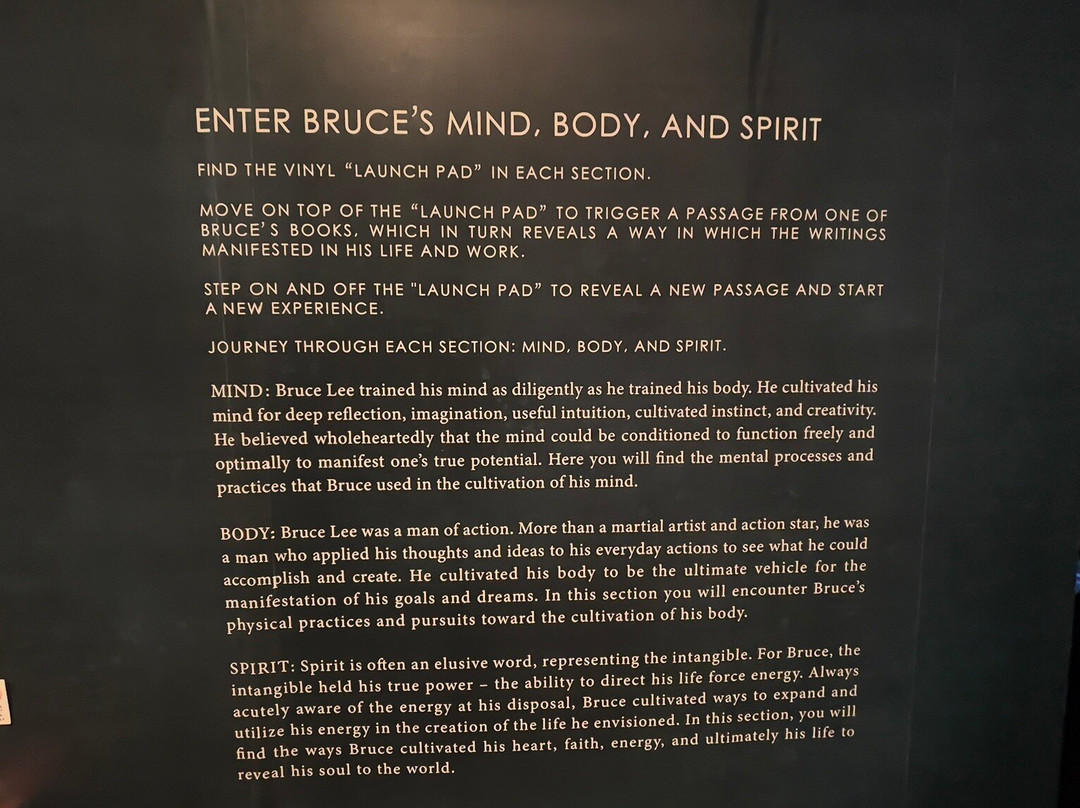 ENTER BRUCE'S MIND, BODY, AND SPIRIT
FIND THE VINYL “LAUNCH PAD” IN EACH SECTION.
MOVE ON TOP OF THE “LAUNCH PAD” TO TRIGGER A PASSAGE FROM ONE OF
BRUCE'S BOOKS, WHICH IN TURN REVEALS A WAY IN WHICH THE WRITINGS
MANIFESTED IN HIS LIFE AND WORK.
STEP ON AND OFF THE "LAUNCH PAD” TO REVEAL A NEW PASSAGE AND START
A NEW EXPERIENCE.
JOURNEY THROUGH EACH SECTION: MIND, BODY, AND SPIRIT.
MIND: Bruce Lee trained his mind as diligently as he trained his body. He cultivated his
mind for deep reflection, imagination, useful intuition, cultivated instinct, and creativity.
He believed wholeheartedly that the mind could be conditioned to function freely and
optimally to manifest one's true potential. Here you will find the mental processes and
practices that Bruce used in the cultivation of his mind.
BODY: Bruce Lee was a man of action. More than a martial artist and action star, he was
a man who applied his thoughts and ideas to his everyday actions to see what he could
accomplish and create. He cultivated his body to be the ultimate vehicle for the
manifestation of his goals and dreams. In this section you will encounter Bruce's
physical practices and pursuits toward the cultivation of his body.
SPIRIT: Spirit is often an elusive word, representing the intangible. For Bruce, the
intangible held his true power – the ability to direct his life force energy. Always
acutely aware of the energy at his disposal, Bruce cultivated ways to expand and
utilize his energy in the creation of the life he envisioned. In this section, you will
find the ways Bruce cultivated his heart, faith, energy, and ultimately his life to
reveal his soul to the world.